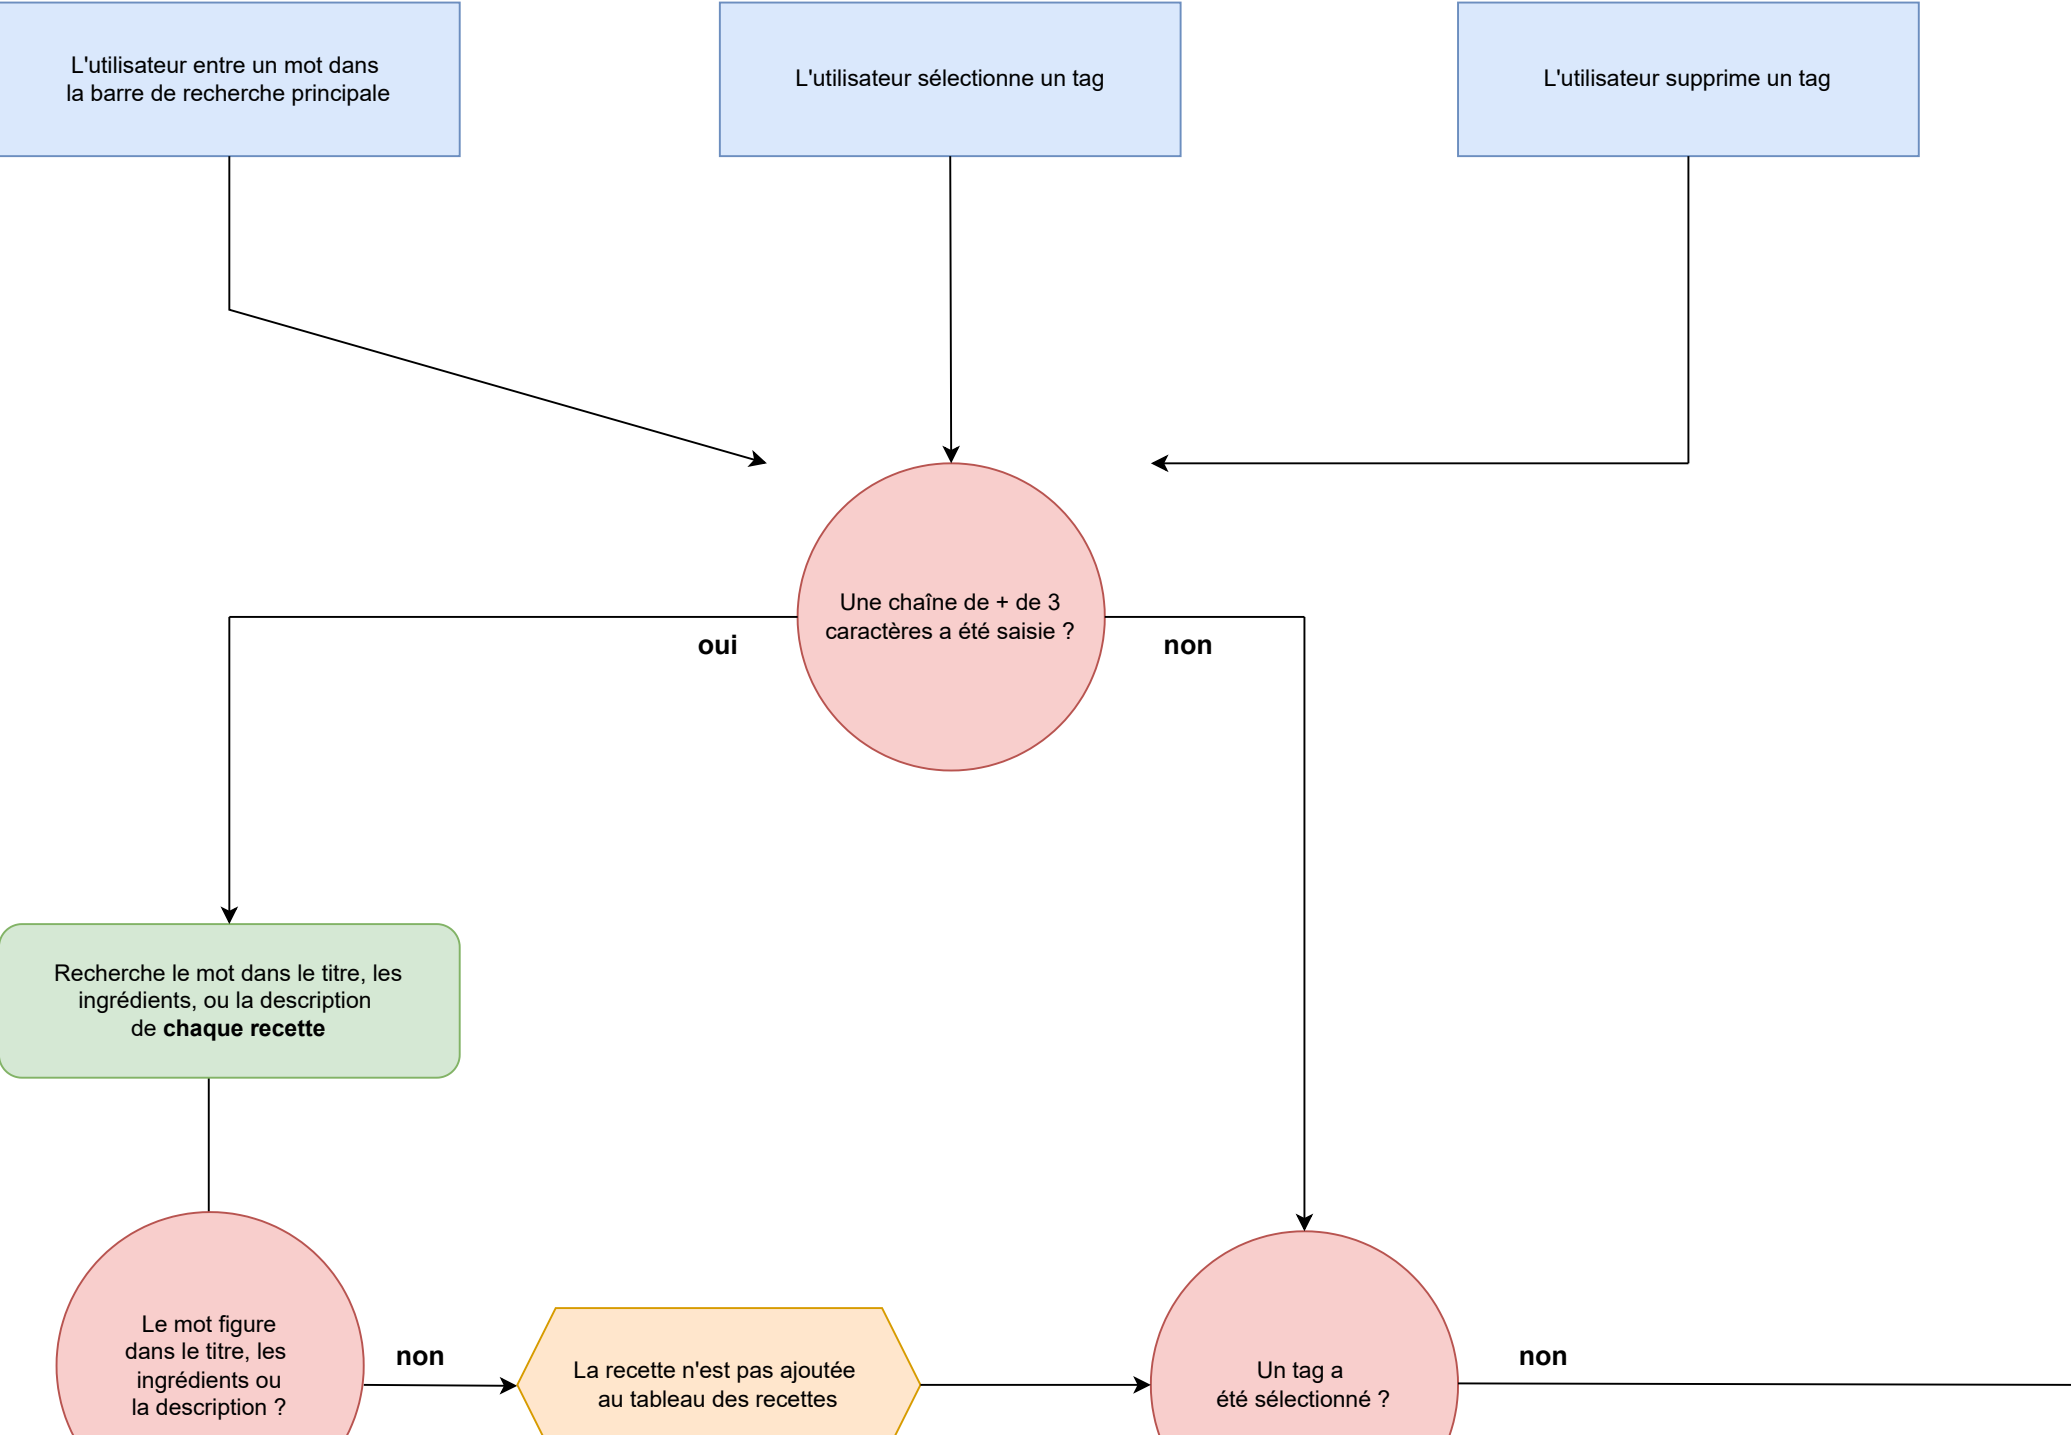 L'utilisateur entre un mot dans
la barre de recherche principale
L'utilisateur sélectionne un tag
L'utilisateur supprime un tag
Une chaîne de + de 3
caractères a été saisie ?
oui
non
Recherche le mot dans le titre, les
ingrédients, ou la description
de chaque recette
Le mot figure
dans le titre, les
ingrédients ou
la description ?
non
La recette n'est pas ajoutée
au tableau des recettes
Un tag a
été sélectionné ?
non